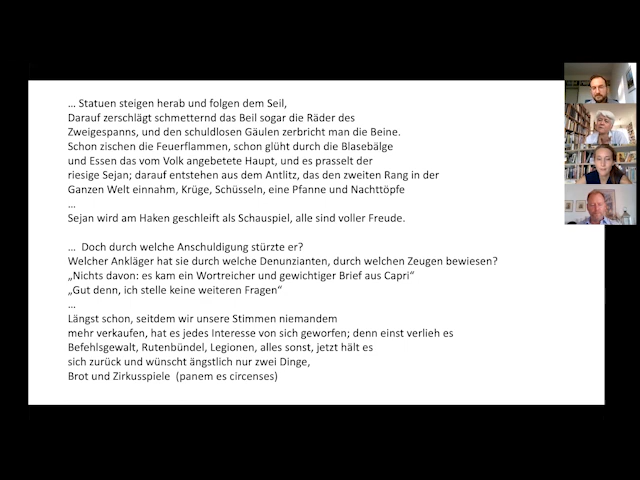 ... Statuen steigen herab und folgen dem Seil,
Darauf zerschlägt schmetternd das Beil sogar die Räder des
Zweigespanns, und den schuldlosen Gäulen zerbricht man die Beine.
Schon zischen die Feuerflammen, schon glüht durch die Blasebälge
und Essen das vom Volk angebetete Haupt, und es prasselt der
riesige Sejan; darauf entstehen aus dem Antlitz, das den zweiten Rang in der
Ganzen Welt einnahm, Krüge, Schüsseln, eine Pfanne und Nachttöpfe
...
Sejan wird am Haken geschleift als Schauspiel, alle sind voller Freude.
... Doch durch welche Anschuldigung stürzte er?
Welcher Ankläger hat sie durch welche Denunzianten, durch welchen Zeugen bewiesen?
„Nichts davon: es kam ein Wortreicher und gewichtiger Brief aus Capri“
„Gut denn, ich stelle keine weiteren Fragen“
...
Längst schon, seitdem wir unsere Stimmen niemandem
mehr verkaufen, hat es jedes Interesse von sich geworfen; denn einst verlieh es
Befehlsgewalt, Rutenbündel, Legionen, alles sonst, jetzt hält es
sich zurück und wünscht ängstlich nur zwei Dinge,
Brot und Zirkusspiele (panem es circenses)